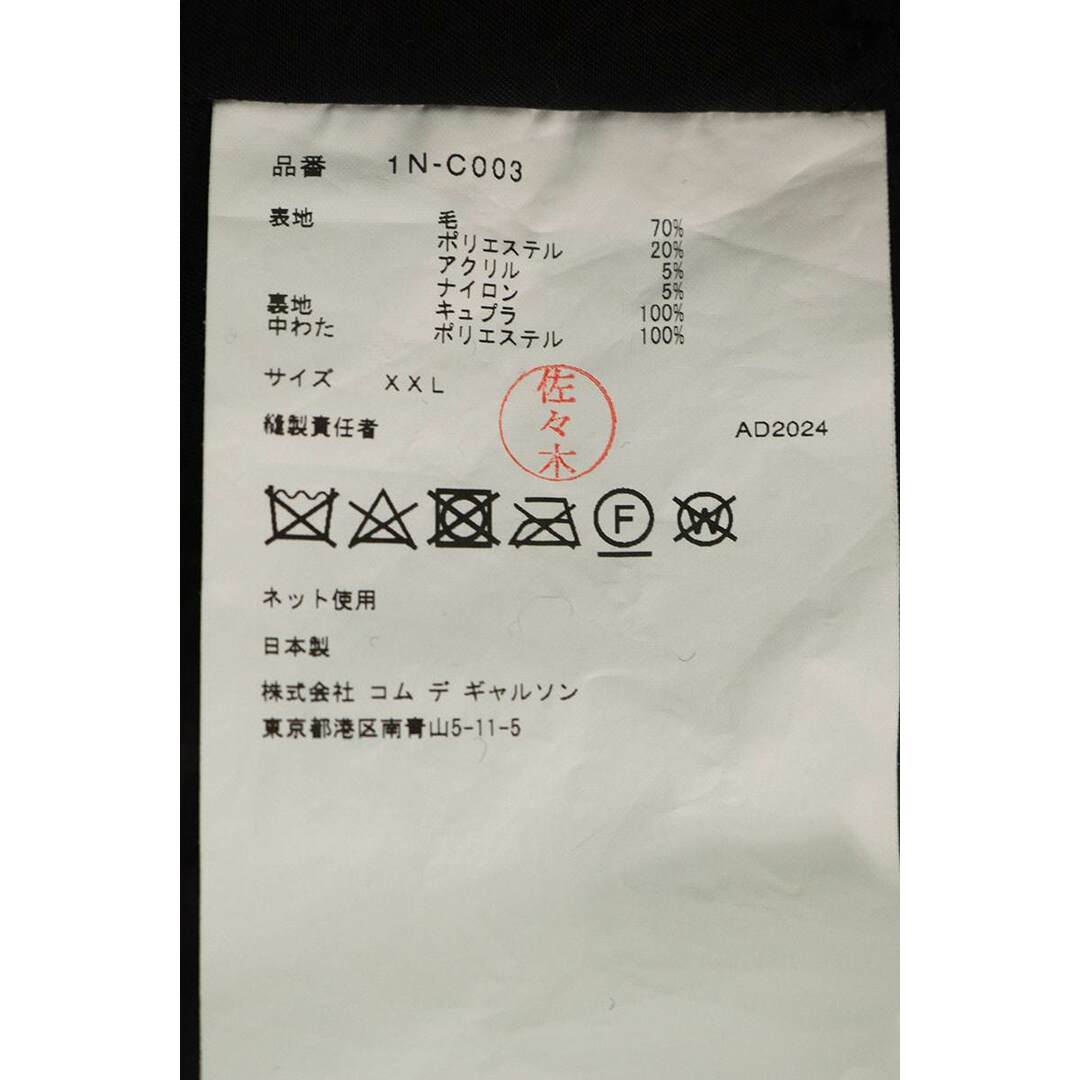 品番 1N-C003
表地 毛 70%
ポリエステル 20%
アクリル 5%
ナイロン 5%
裏地 キュプラ 100%
中わた ポリエステル 100%
サイズ XXL
縫製責任者 佐々木 AD2024
F W
ネット使用
日本製
株式会社 コム デ ギャルソン
東京都港区南青山5-11-5